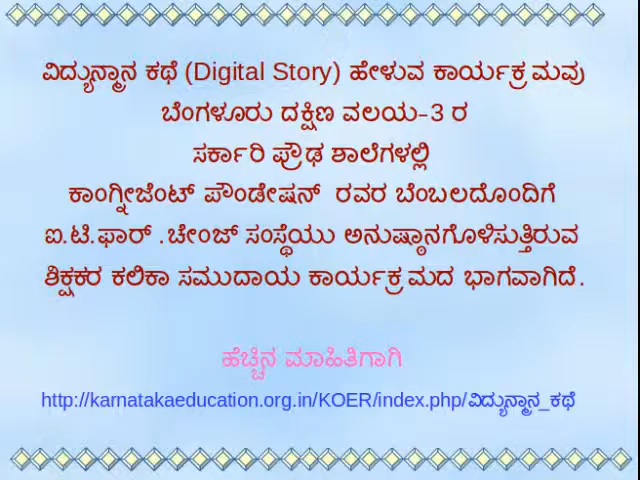 ವಿದ್ಯುನ್ಮಾನ ಕಥೆ (Digital Story) ಹೇಳುವ ಕಾರ್ಯಕ್ರಮವು
ಬೆಂಗಳೂರು ದಕ್ಷಿಣ ವಲಯ-3 ರ
ಸರ್ಕಾರಿ ಪ್ರೌಢ ಶಾಲೆಗಳಲ್ಲಿ
ಕಾಂಗ್ನೀಜೆಂಟ್ ಪೌಂಡೇಷನ್ ರವರ ಬೆಂಬಲದೊಂದಿಗೆ
ಐ.ಟಿ.ಫಾರ್ .ಚೇಂಜ್ ಸಂಸ್ಥೆಯು ಅನುಷ್ಠಾನಗೊಳಿಸುತ್ತಿರುವ
ಶಿಕ್ಷಕರ ಕಲಿಕಾ ಸಮುದಾಯ ಕಾರ್ಯಕ್ರಮದ ಭಾಗವಾಗಿದೆ.
ಹೆಚ್ಚಿನ ಮಾಹಿತಿಗಾಗಿ
http://karnatakaeducation.org.in/KOER/index.php/ವಿದ್ಯುನ್ಮಾನ_ಕಥೆ